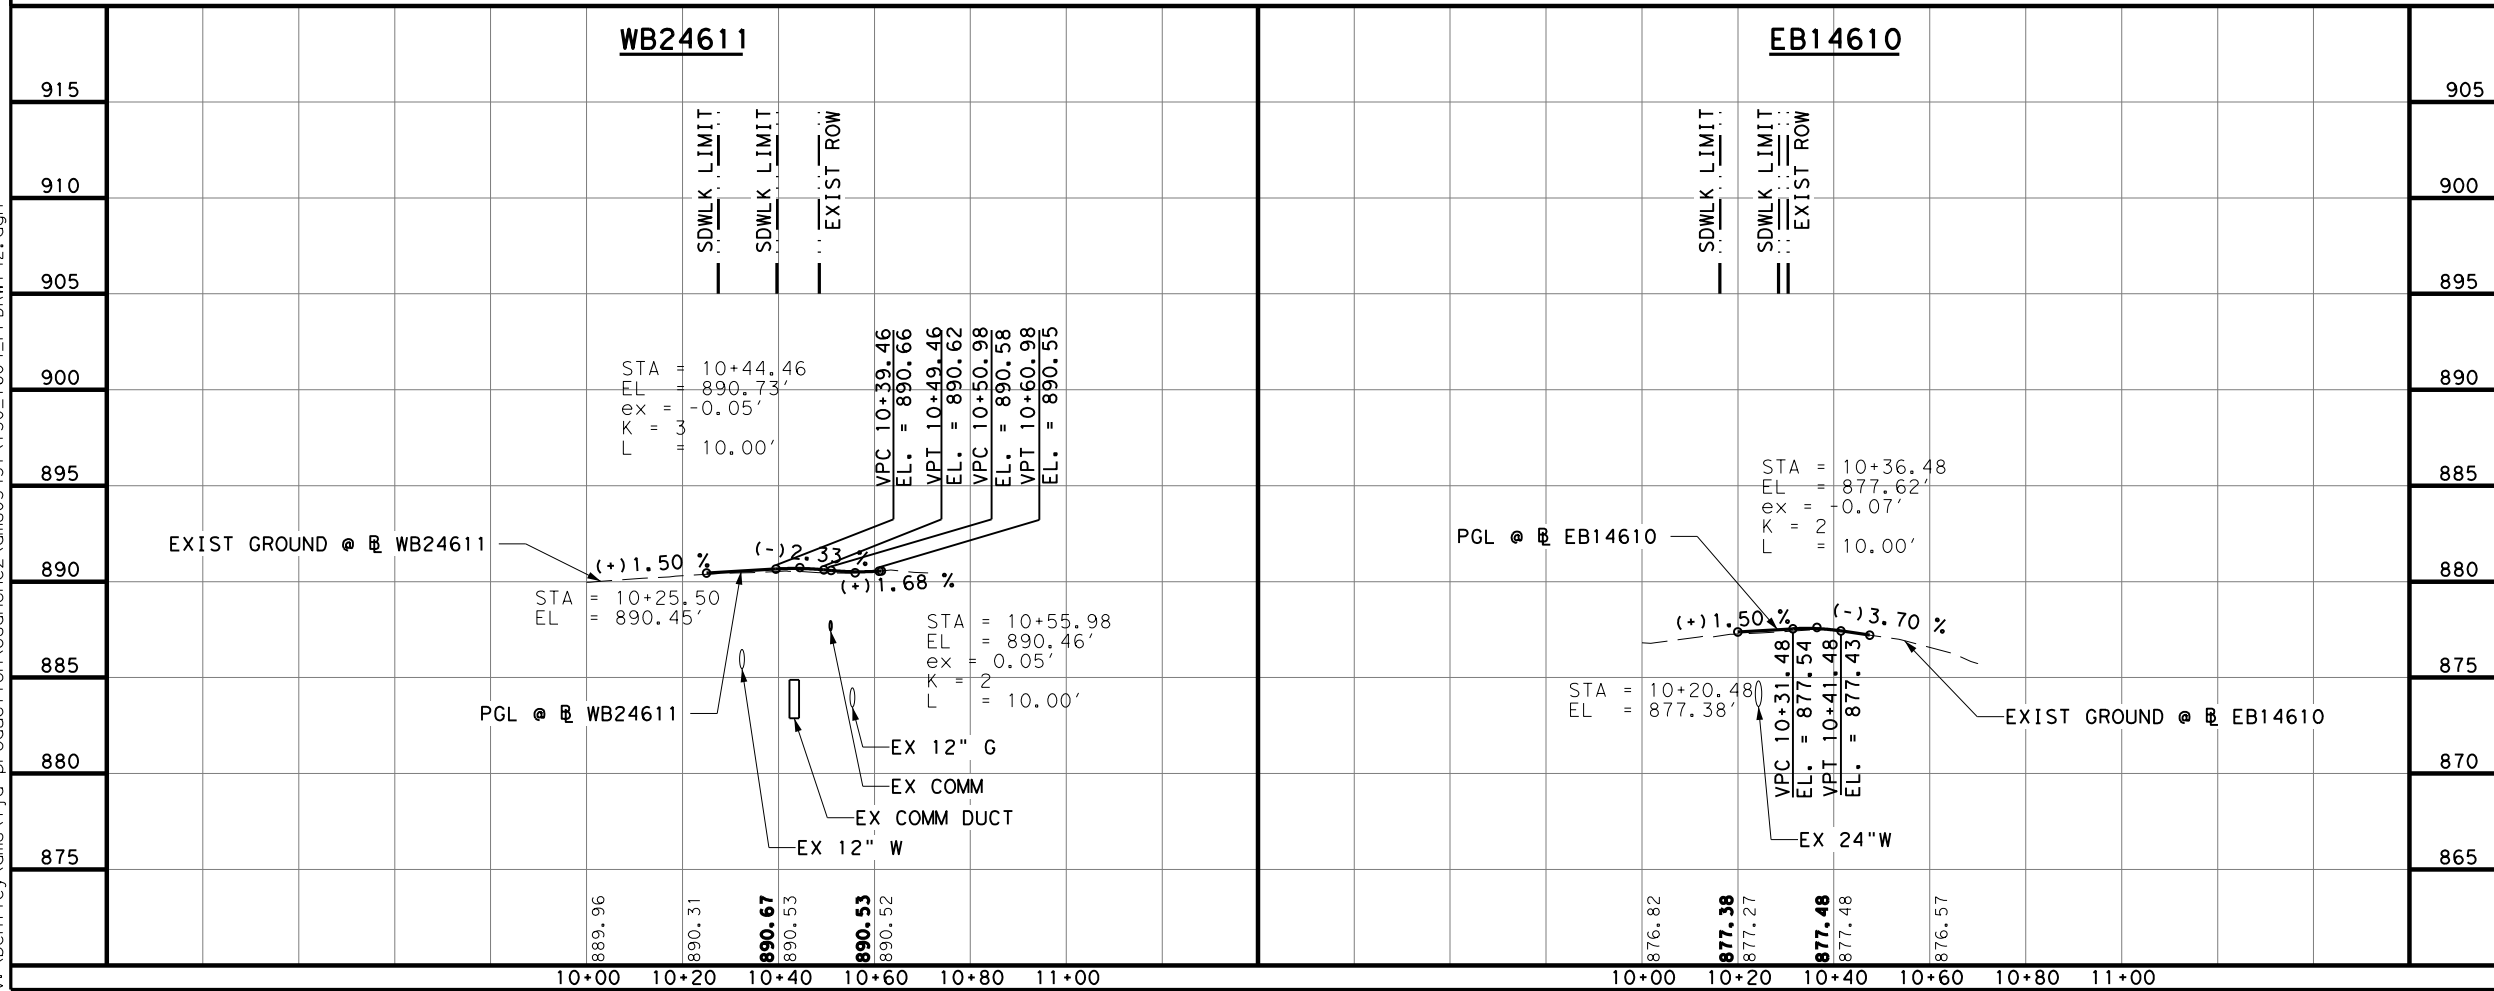 WB24611
EB14610
915
910
905
900
895
890
885
880
875
SDWLK LIMIT
SDWLK LIMIT
EXIST ROW
STA = 10+44.46
EL = 890.73'
ex = -0.05'
K = 3
L = 10.00'
VPC 10+39.46
EL. = 890.66
VPT 10+49.46
EL. = 890.62
VPC 10+50.98
EL. = 890.58
VPT 10+60.98
EL. = 890.55
EXIST GROUND @ BL WB24611
(+)1.50 %
(-)2.33 %
(+)1.68 %
STA = 10+25.50
EL = 890.45'
STA = 10+55.98
EL = 890.46'
ex = 0.05'
K = 2
L = 10.00'
PGL @ BL WB24611
EX 12" G
EX COMM
EX COMM DUCT
EX 12" W
889.96
890.31
890.67
890.53
890.53
890.52
10+00
10+20
10+40
10+60
10+80
11+00
SDWLK LIMIT
SDWLK LIMIT
EXIST ROW
STA = 10+36.48
EL = 877.62'
ex = -0.07'
K = 2
L = 10.00'
PGL @ BL EB14610
(+)1.50 %
(-)3.70 %
STA = 10+20.48
EL = 877.38'
VPC 10+31.48
EL. = 877.54
VPT 10+41.48
EL. = 877.43
EXIST GROUND @ BL EB14610
EX 24"W
876.82
877.38
877.27
877.48
877.48
876.57
10+00
10+20
10+40
10+60
10+80
11+00
905
900
895
890
885
880
875
870
865